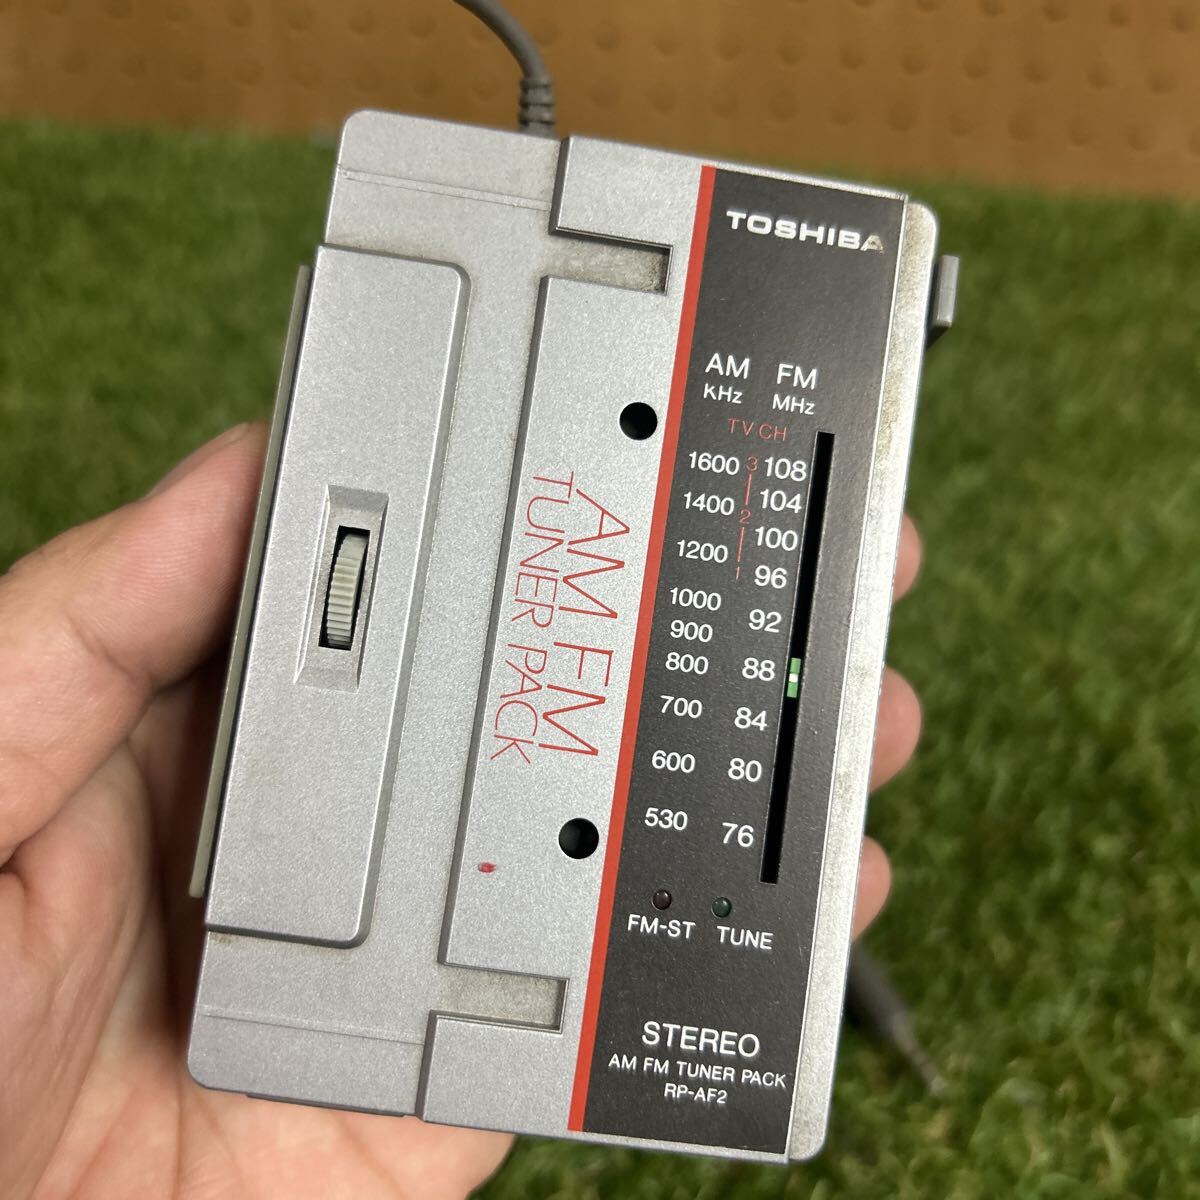 TOSHIBA
AM FM
KHz MHz
TV CH
1600 3 108
1400 104
2
1200 100
1 96
1000 92
900
800 88
700 84
600 80
530 76
FM-ST TUNE
STEREO
AM FM TUNER PACK
RP-AF2
AM FM
TUNER PACK